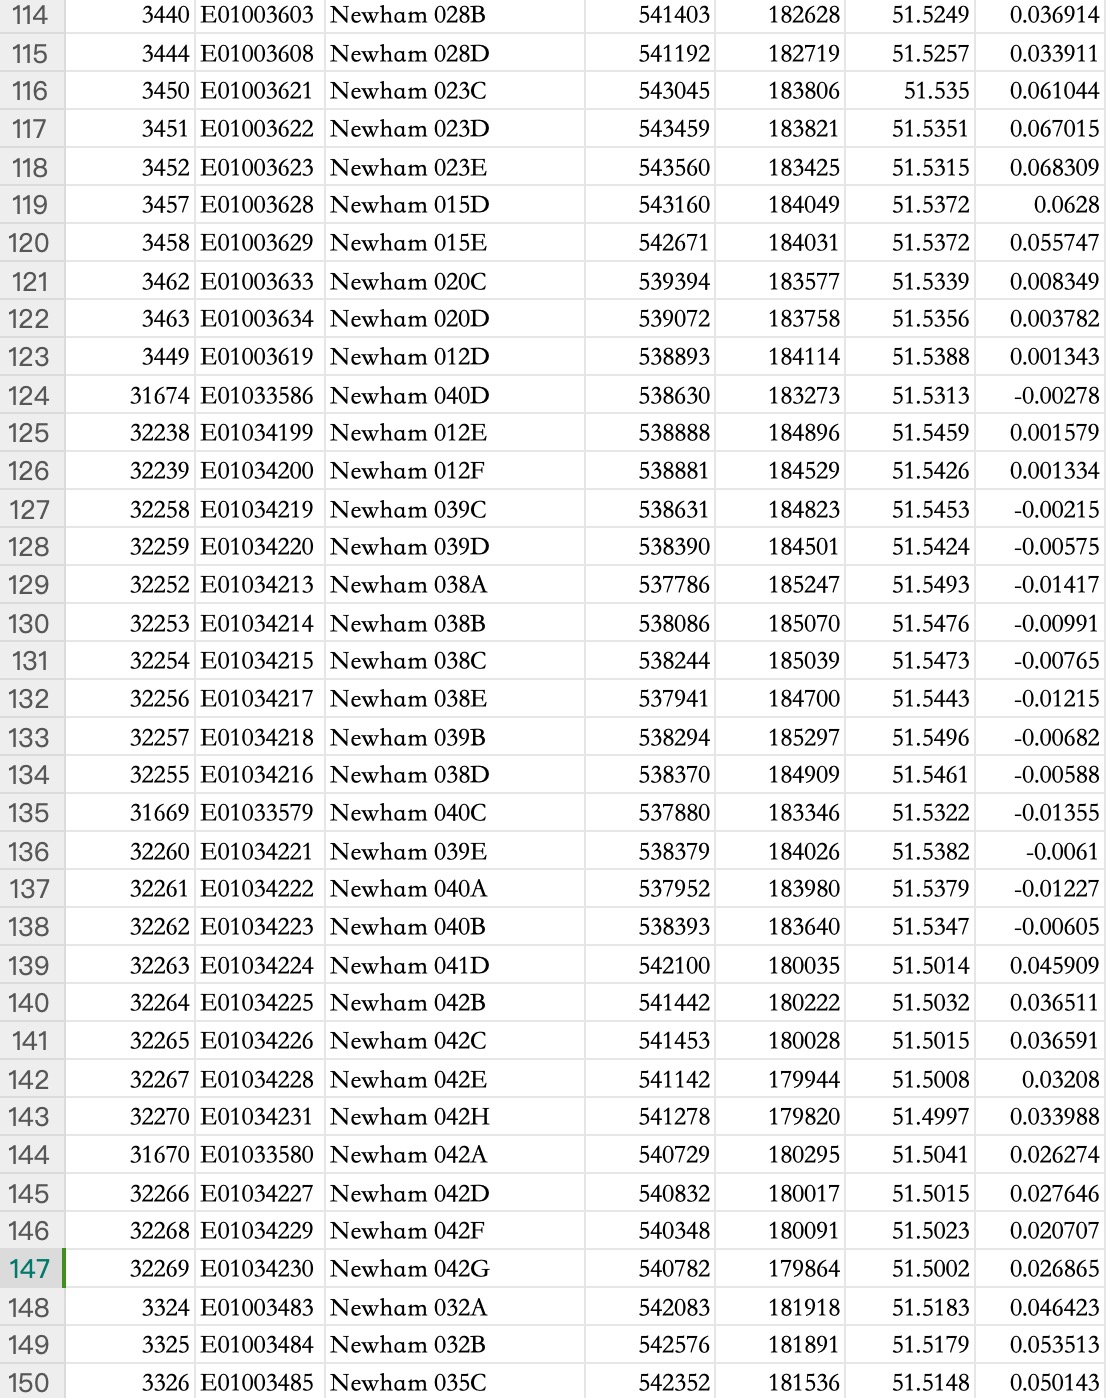 114 3440 E01003603 Newham 028B 541403 182628 51.5249 0.036914
115 3444 E01003608 Newham 028D 541192 182719 51.5257 0.033911
116 3450 E01003621 Newham 023C 543045 183806 51.535 0.061044
117 3451 E01003622 Newham 023D 543459 183821 51.5351 0.067015
118 3452 E01003623 Newham 023E 543560 183425 51.5315 0.068309
119 3457 E01003628 Newham 015D 543160 184049 51.5372 0.0628
120 3458 E01003629 Newham 015E 542671 184031 51.5372 0.055747
121 3462 E01003633 Newham 020C 539394 183577 51.5339 0.008349
122 3463 E01003634 Newham 020D 539072 183758 51.5356 0.003782
123 3449 E01003619 Newham 012D 538893 184114 51.5388 0.001343
124 31674 E01033586 Newham 040D 538630 183273 51.5313 -0.00278
125 32238 E01034199 Newham 012E 538888 184896 51.5459 0.001579
126 32239 E01034200 Newham 012F 538881 184529 51.5426 0.001334
127 32258 E01034219 Newham 039C 538631 184823 51.5453 -0.00215
128 32259 E01034220 Newham 039D 538390 184501 51.5424 -0.00575
129 32252 E01034213 Newham 038A 537786 185247 51.5493 -0.01417
130 32253 E01034214 Newham 038B 538086 185070 51.5476 -0.00991
131 32254 E01034215 Newham 038C 538244 185039 51.5473 -0.00765
132 32256 E01034217 Newham 038E 537941 184700 51.5443 -0.01215
133 32257 E01034218 Newham 039B 538294 185297 51.5496 -0.00682
134 32255 E01034216 Newham 038D 538370 184909 51.5461 -0.00588
135 31669 E01033579 Newham 040C 537880 183346 51.5322 -0.01355
136 32260 E01034221 Newham 039E 538379 184026 51.5382 -0.0061
137 32261 E01034222 Newham 040A 537952 183980 51.5379 -0.01227
138 32262 E01034223 Newham 040B 538393 183640 51.5347 -0.00605
139 32263 E01034224 Newham 041D 542100 180035 51.5014 0.045909
140 32264 E01034225 Newham 042B 541442 180222 51.5032 0.036511
141 32265 E01034226 Newham 042C 541453 180028 51.5015 0.036591
142 32267 E01034228 Newham 042E 541142 179944 51.5008 0.03208
143 32270 E01034231 Newham 042H 541278 179820 51.4997 0.033988
144 31670 E01033580 Newham 042A 540729 180295 51.5041 0.026274
145 32266 E01034227 Newham 042D 540832 180017 51.5015 0.027646
146 32268 E01034229 Newham 042F 540348 180091 51.5023 0.020707
147 32269 E01034230 Newham 042G 540782 179864 51.5002 0.026865
148 3324 E01003483 Newham 032A 542083 181918 51.5183 0.046423
149 3325 E01003484 Newham 032B 542576 181891 51.5179 0.053513
150 3326 E01003485 Newham 035C 542352 181536 51.5148 0.050143